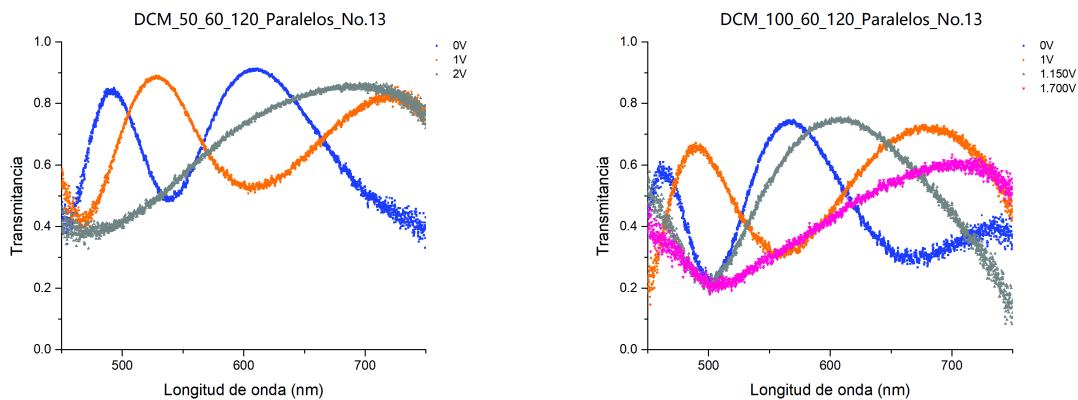 DCM_50_60_120_Paralelos_No.13
1.0
0.8
0.6
0.4
0.2
0.0
Transmitancia
500
600
700
Longitud de onda (nm)
0V
1V
2V
DCM_100_60_120_Paralelos_No.13
1.0
0.8
0.6
0.4
0.2
0.0
Transmitancia
500
600
700
Longitud de onda (nm)
0V
1V
1.150V
1.700V